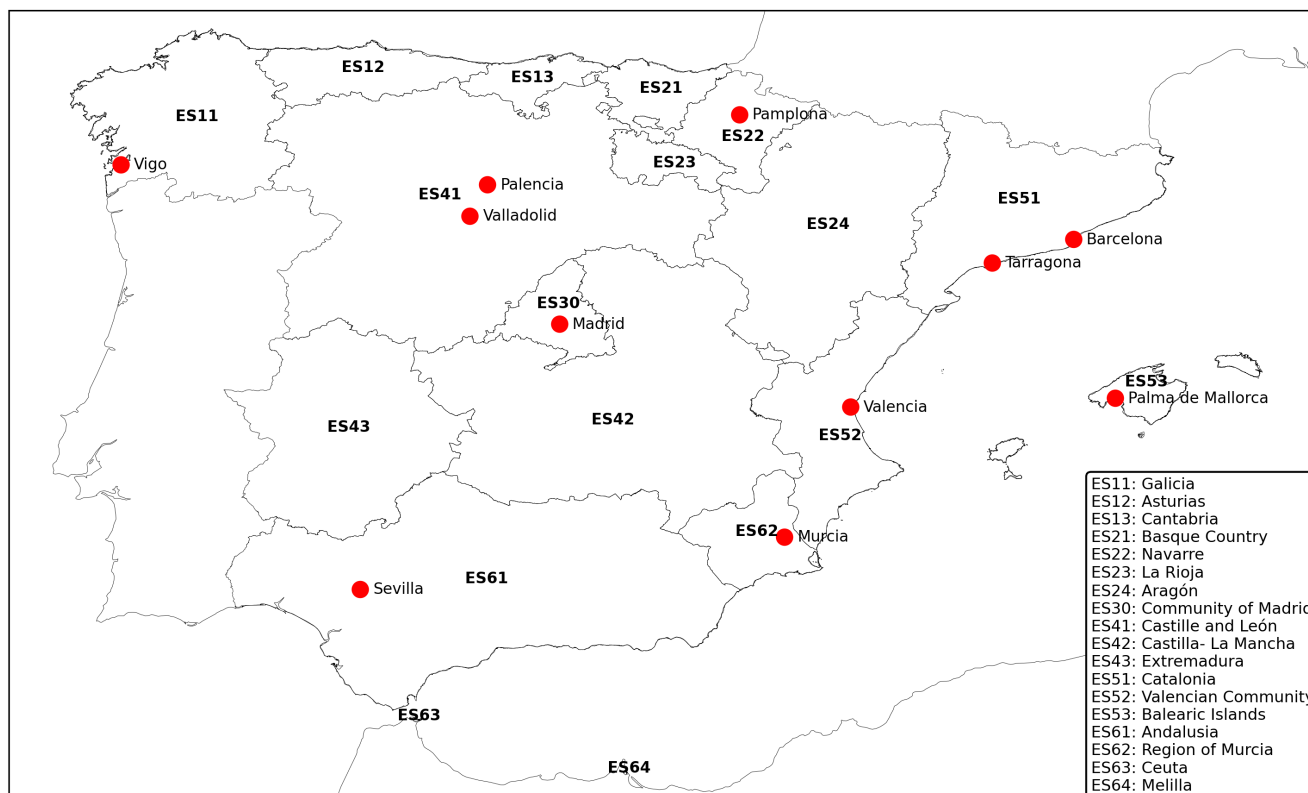 ES12
ES13
ES21
ES11
Pamplona
ES22
Vigo
ES23
Palencia
ES41
ES51
Valladolid
ES24
Barcelona
Tarragona
ES30
Madrid
ES53
Palma de Mallorca
Valencia
ES42
ES43
ES52
ES62
Murcia
ES61
Sevilla
ES63
ES64
ES11: Galicia
ES12: Asturias
ES13: Cantabria
ES21: Basque Country
ES22: Navarre
ES23: La Rioja
ES24: Aragón
ES30: Community of Madrid
ES41: Castille and León
ES42: Castilla- La Mancha
ES43: Extremadura
ES51: Catalonia
ES52: Valencian Community
ES53: Balearic Islands
ES61: Andalusia
ES62: Region of Murcia
ES63: Ceuta
ES64: Melilla